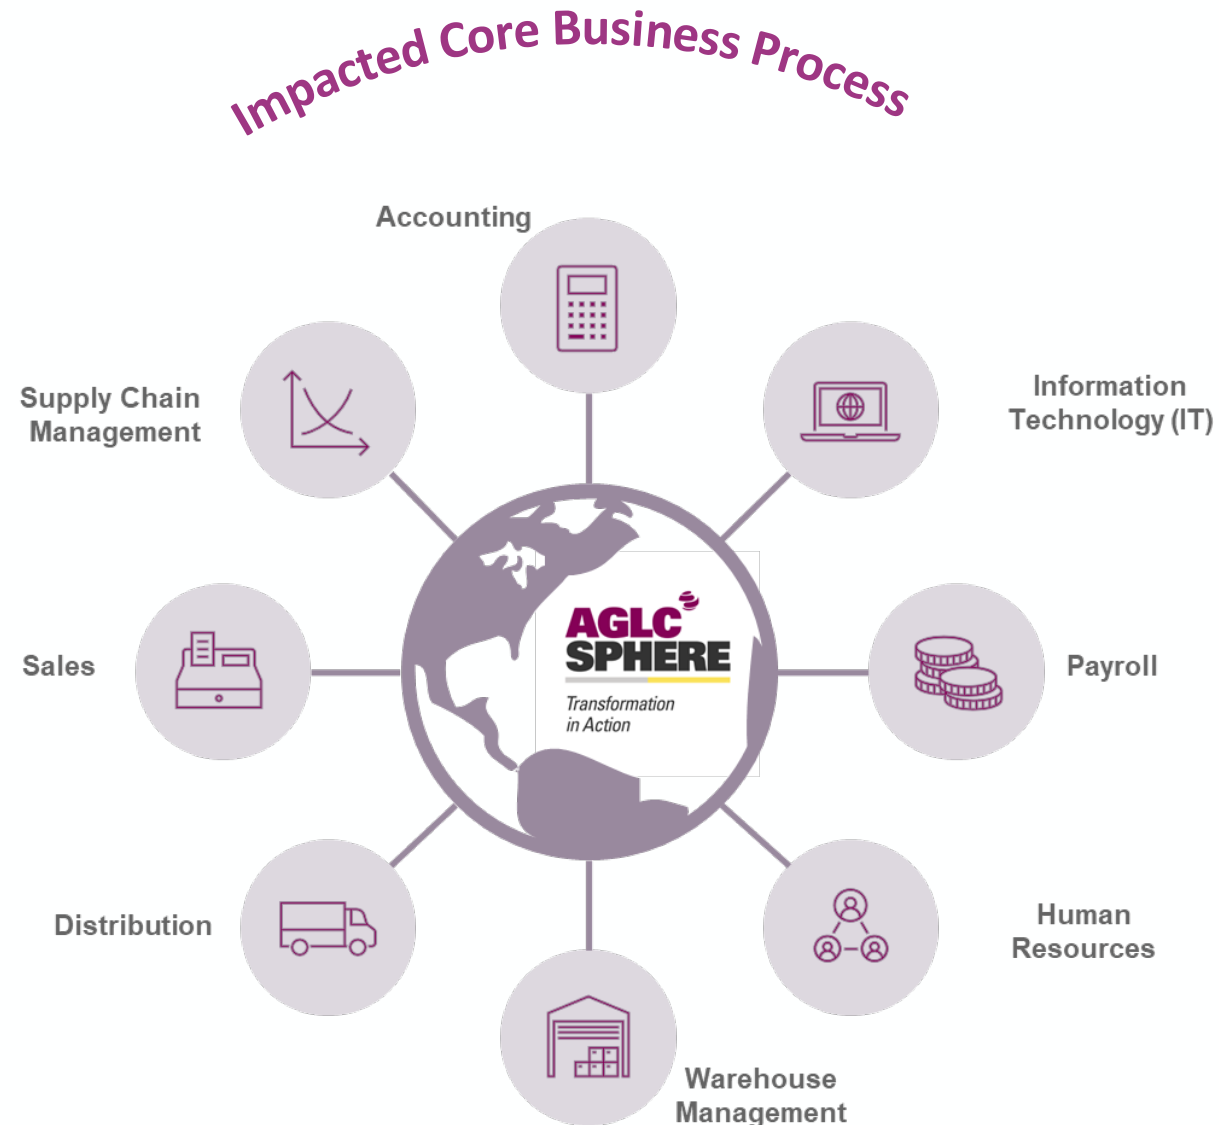 Impacted Core Business Process
Accounting
Supply Chain
Management
Information
Technology (IT)
AGLC
SPHERE
Transformation
in Action
Sales
Payroll
Distribution
Human
Resources
Warehouse
Management